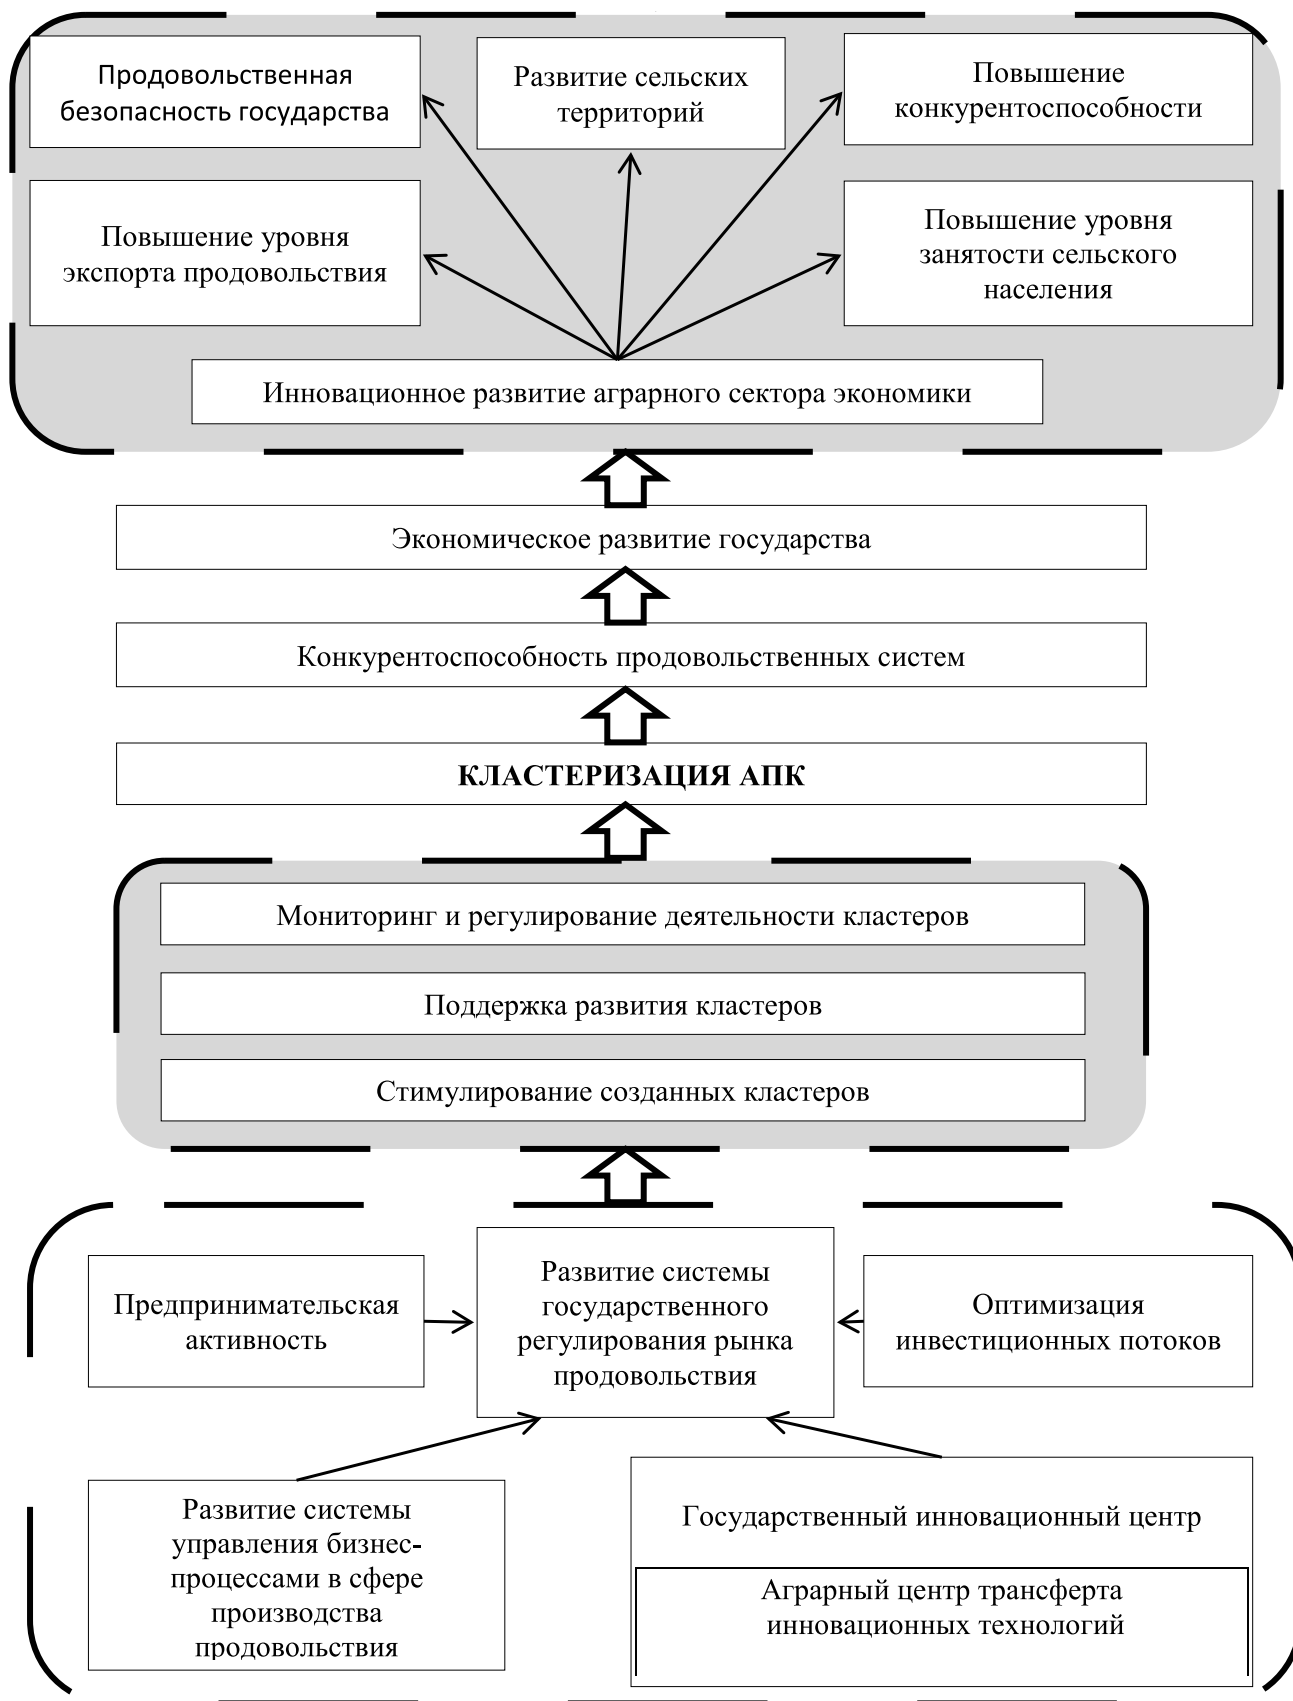 Продовольственная
безопасность государства
Развитие сельских
территорий
Повышение
конкурентоспособности
Повышение уровня
экспорта продовольствия
Повышение уровня
занятости сельского
населения
Инновационное развитие аграрного сектора экономики
Экономическое развитие государства
Конкурентоспособность продовольственных систем
КЛАСТЕРИЗАЦИЯ АПК
Мониторинг и регулирование деятельности кластеров
Поддержка развития кластеров
Стимулирование созданных кластеров
Предпринимательская
активность
Развитие системы
государственного
регулирования рынка
продовольствия
Оптимизация
инвестиционных потоков
Развитие системы
управления бизнес-
процессами в сфере
производства
продовольствия
Государственный инновационный центр
Аграрный центр трансферта
инновационных технологий